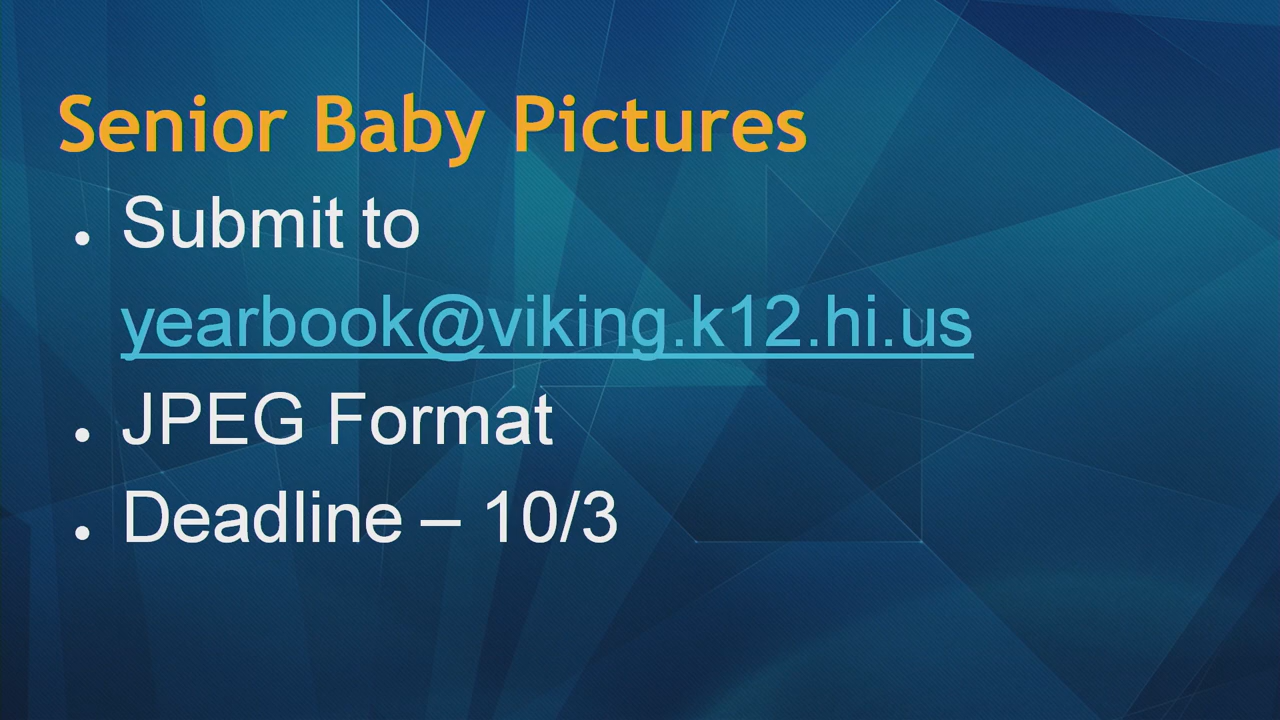 Senior Baby Pictures
• Submit to
yearbook@viking.k12.hi.us
• JPEG Format
• Deadline – 10/3